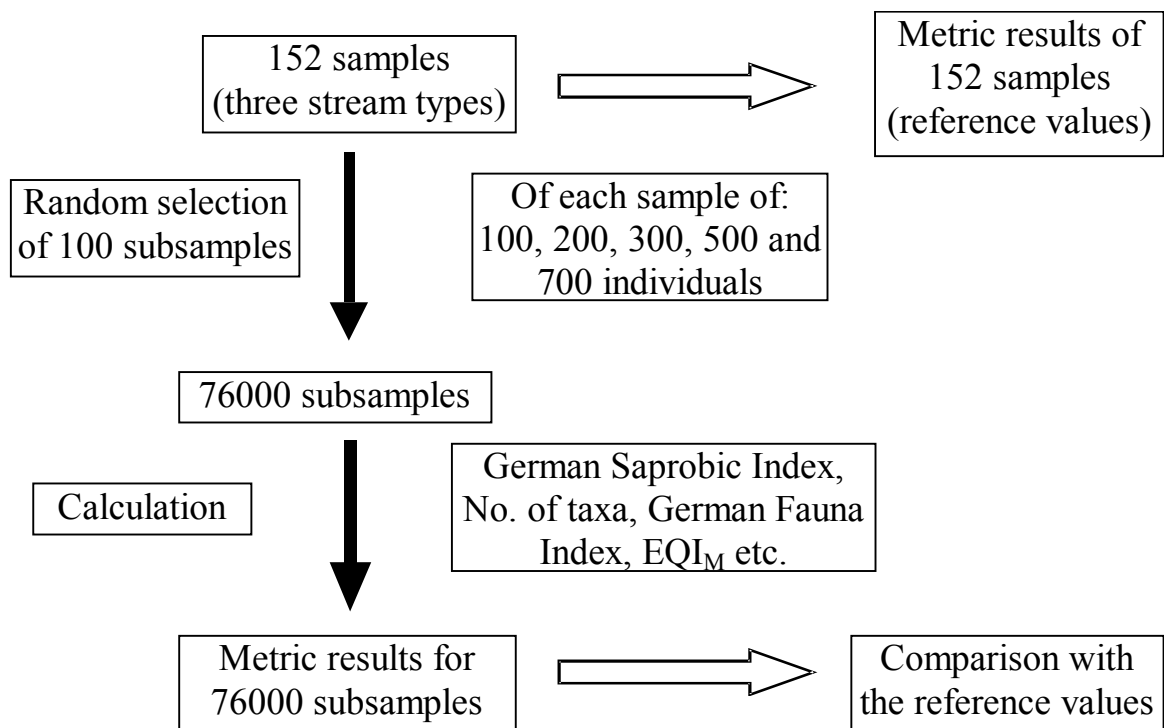 152 samples
(three stream types)
Metric results of
152 samples
(reference values)
Random selection
of 100 subsamples
Of each sample of:
100, 200, 300, 500 and
700 individuals
76000 subsamples
Calculation
German Saprobic Index,
No. of taxa, German Fauna
Index, EQIM etc.
Metric results for
76000 subsamples
Comparison with
the reference values